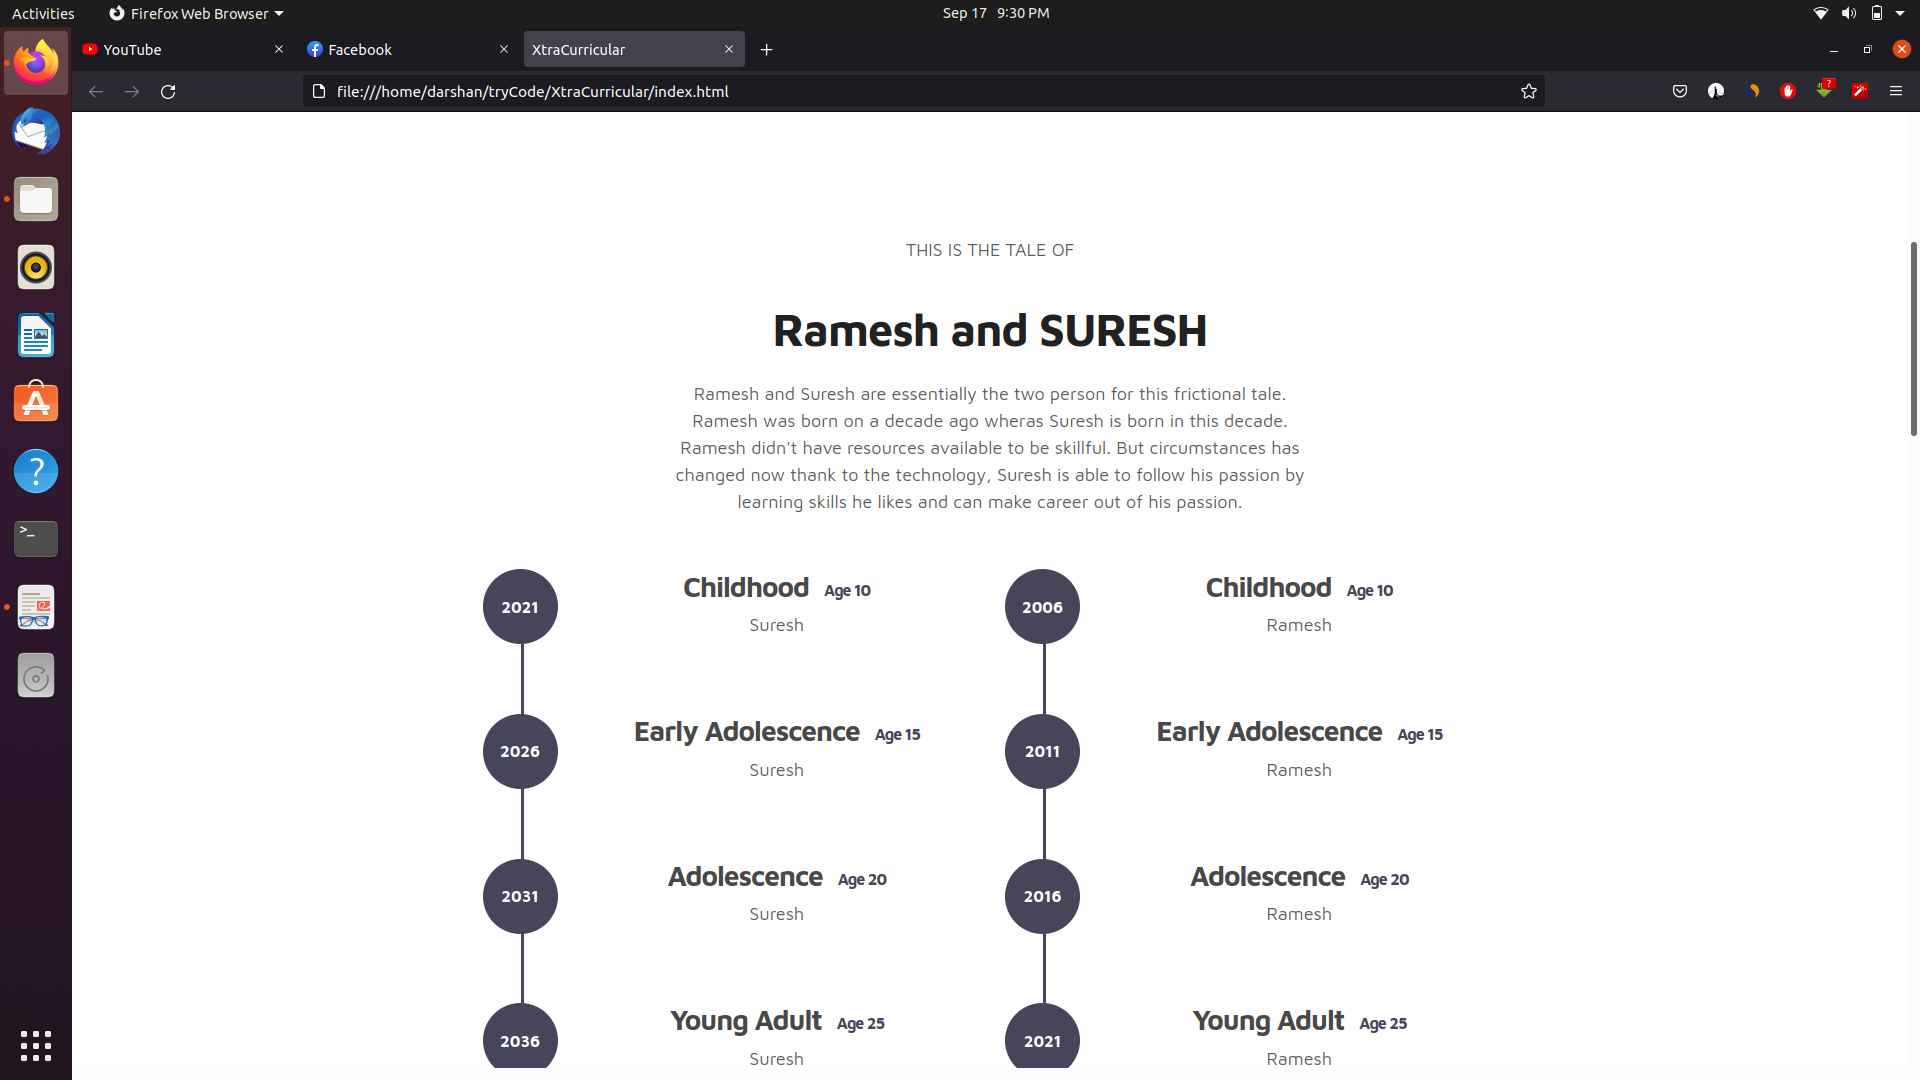 Activities
Firefox Web Browser
Sep 17 9:30 PM
YouTube
Facebook
XtraCurricular
file:///home/darshan/tryCode/XtraCurricular/index.html
?
?
>_
THIS IS THE TALE OF
Ramesh and SURESH
Ramesh and Suresh are essentially the two person for this frictional tale.
Ramesh was born on a decade ago wheras Suresh is born in this decade.
Ramesh didn't have resources available to be skillful. But circumstances has
changed now thank to the technology, Suresh is able to follow his passion by
learning skills he likes and can make career out of his passion.
2021
Childhood Age 10
Suresh
2006
Childhood Age 10
Ramesh
2026
Early Adolescence Age 15
Suresh
2011
Early Adolescence Age 15
Ramesh
2031
Adolescence Age 20
Suresh
2016
Adolescence Age 20
Ramesh
2036
Young Adult Age 25
Suresh
2021
Young Adult Age 25
Ramesh